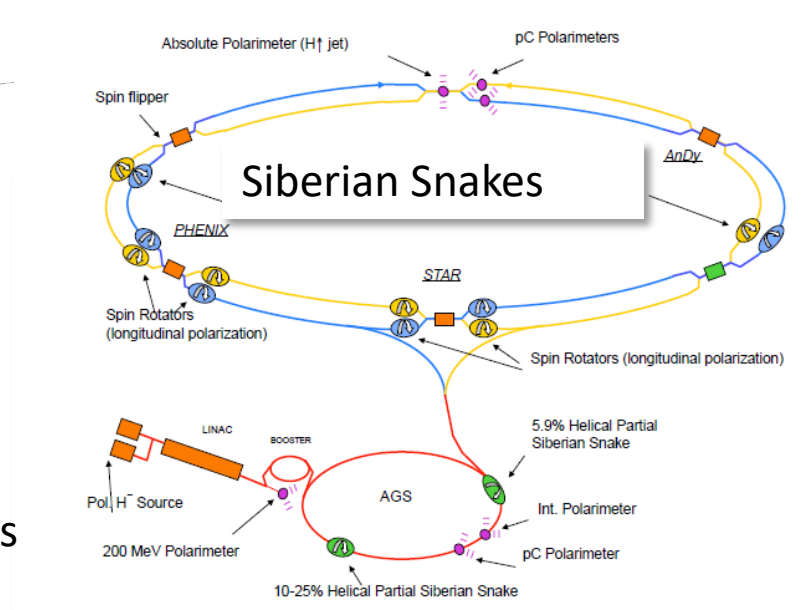 Absolute Polarimeter (H↑ jet)
pC Polarimeters
Spin flipper
Siberian Snakes
AnDy
PHENIX
STAR
Spin Rotators
(longitudinal polarization)
Spin Rotators (longitudinal polarization)
5.9% Helical Partial
Siberian Snake
LINAC
BOOSTER
AGS
Pol. H⁻ Source
Int. Polarimeter
s
200 MeV Polarimeter
pC Polarimeter
10-25% Helical Partial Siberian Snake